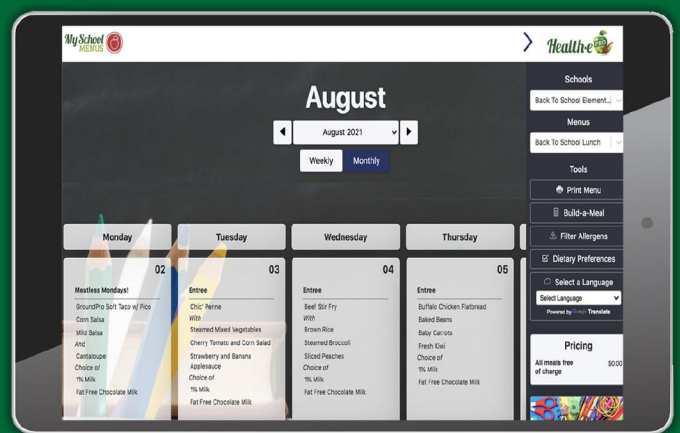 My School
MENUS
Health-e PRO
August
August 2021
Weekly Monthly
Monday
02
Meatless Mondays!
GroundPro Soft Taco w/ Pico
Corn Salsa
Mild Salsa
And
Cantaloupe
Choice of
1% Milk
Fat Free Chocolate Milk
Tuesday
03
Entree
Chic' Penne
With
Steamed Mixed Vegetables
Cherry Tomato and Corn Salad
Strawberry and Banana
Applesauce
Choice of
1% Milk
Fat Free Chocolate Milk
Wednesday
04
Entree
Beef Stir Fry
With
Brown Rice
Steamed Broccoli
Sliced Peaches
Choice of
1% Milk
Fat Free Chocolate Milk
Thursday
05
Entree
Buffalo Chicken Flatbread
Baked Beans
Baby Carrots
Fresh Kiwi
Choice of
1% Milk
Fat Free Chocolate Milk
Schools
Back To School Element...
Menus
Back To School Lunch
Tools
Print Menu
Build-a-Meal
Filter Allergens
Dietary Preferences
Select a Language
Select Language
Powered by Google Translate
Pricing
All meals free $0.00
of charge